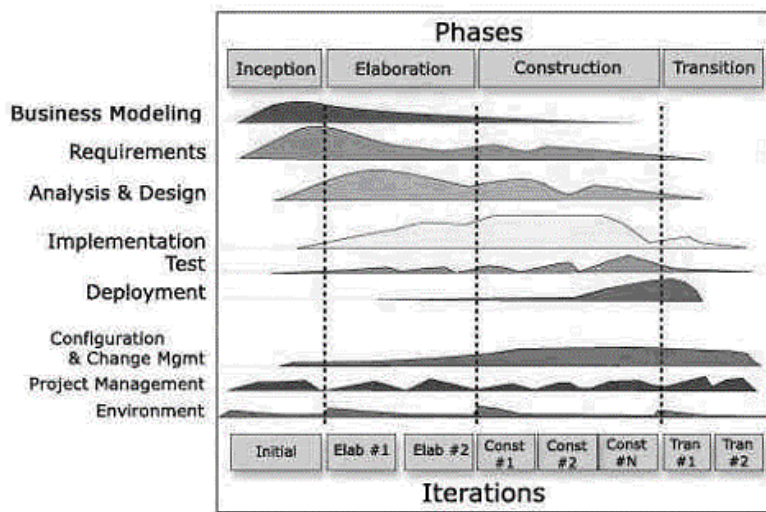 Phases
Inception Elaboration Construction Transition
Business Modeling
Requirements
Analysis & Design
Implementation
Test
Deployment
Configuration
& Change Mgmt
Project Management
Environment
Initial Elab #1 Elab #2 Const #1 Const #2 Const #N Tran #1 Tran #2
Iterations